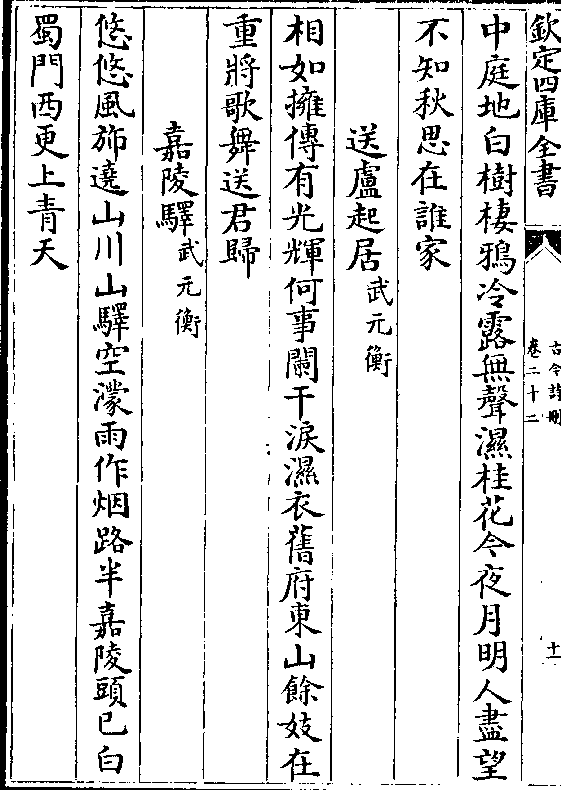 欽定四庫全書
古今詩刪
卷二十二
十一
中庭地白樹棲鴉冷露無聲濕桂花今夜月明人盡望
不知秋思在誰家
送盧起居武元衡
相如擁傳有光輝何事闌干淚濕衣舊府東山餘妓在
重將歌舞送君歸
嘉陵驛武元衡
悠悠風斾遶山川山驛空濛雨作烟路半嘉陵頭已白
蜀門西更上青天